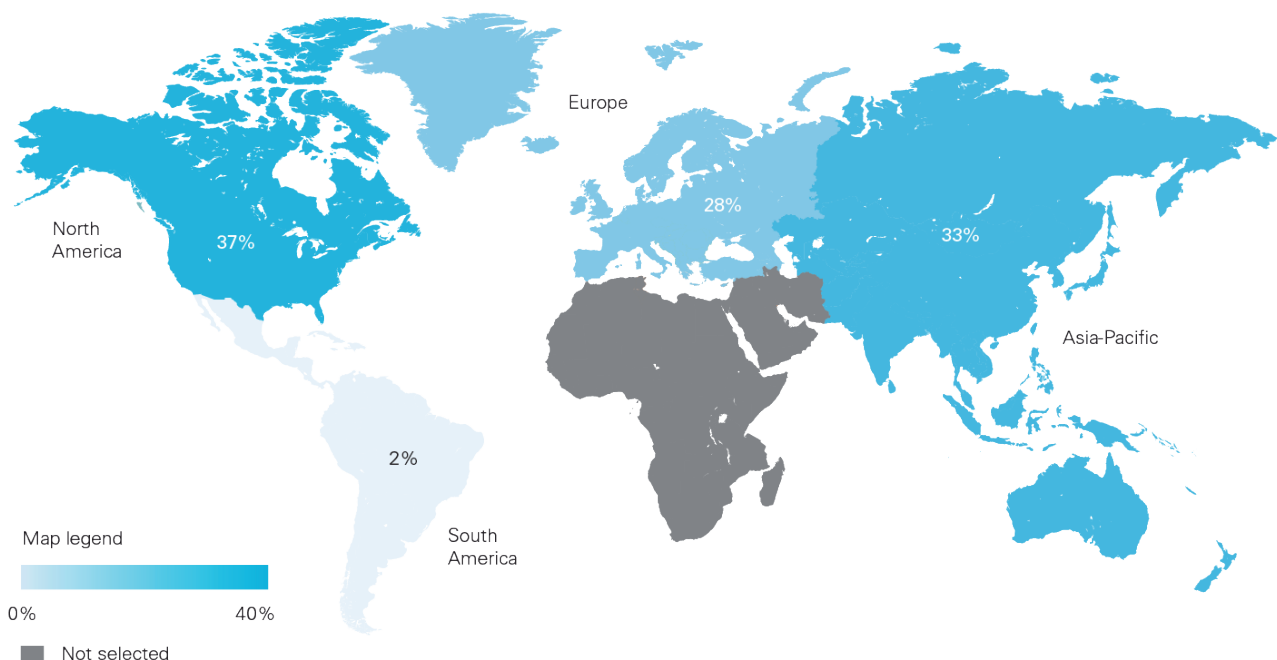 Europe
28%
North
America
37%
33%
Asia-Pacific
2%
South
America
Map legend
0%
40%
Not selected